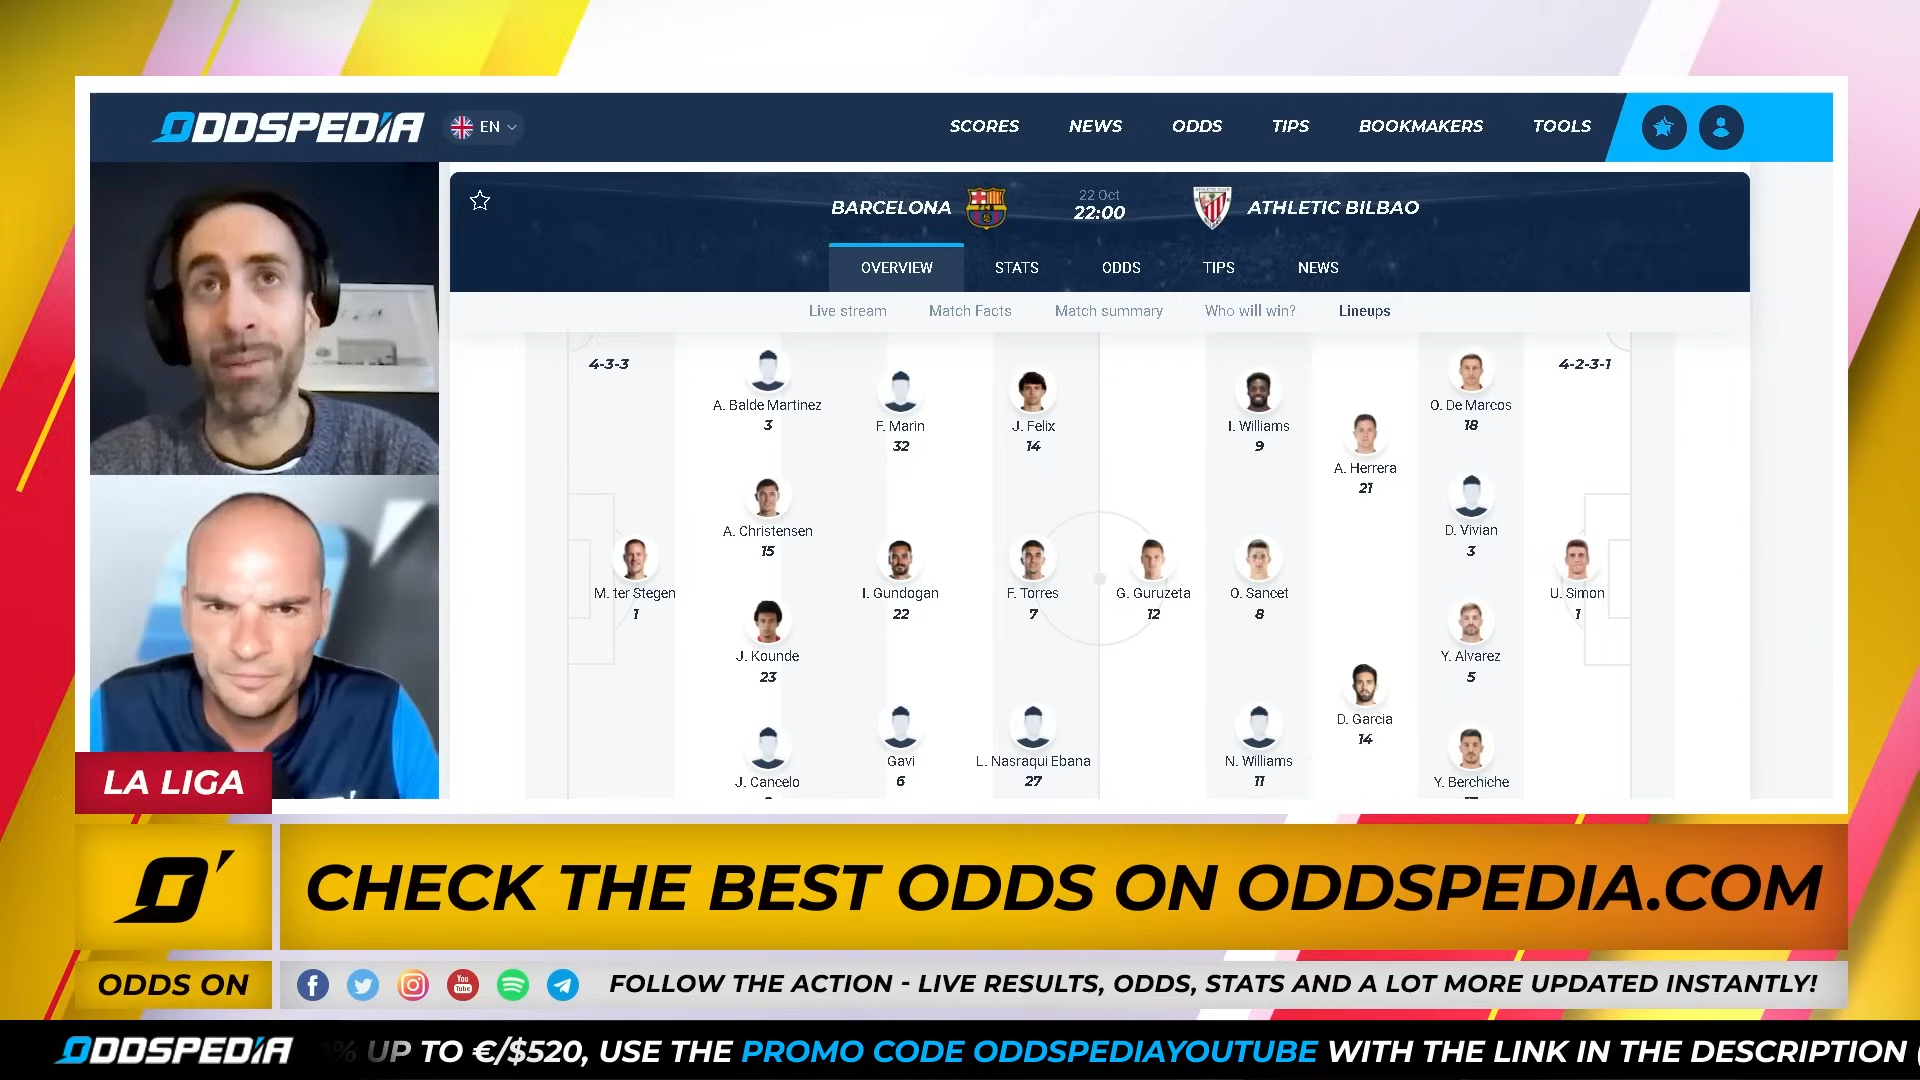 ODDSPEDIA
EN
SCORES NEWS ODDS TIPS BOOKMAKERS TOOLS
BARCELONA
22 Oct
22:00
ATHLETIC BILBAO
OVERVIEW STATS ODDS TIPS NEWS
Live stream Match Facts Match summary Who will win? Lineups
4-3-3
4-2-3-1
M. ter Stegen
1
A. Balde Martinez
3
A. Christensen
15
J. Kounde
23
J. Cancelo
F. Marin
32
I. Gundogan
22
Gavi
6
J. Felix
14
F. Torres
7
L. Nasraqui Ebana
27
G. Guruzeta
12
I. Williams
9
O. Sancet
8
N. Williams
11
A. Herrera
21
D. Garcia
14
O. De Marcos
18
D. Vivian
3
Y. Alvarez
5
Y. Berchiche
U. Simon
1
LA LIGA
CHECK THE BEST ODDS ON ODDSPEDIA.COM
ODDS ON
You Tube
FOLLOW THE ACTION - LIVE RESULTS, ODDS, STATS AND A LOT MORE UPDATED INSTANTLY!
ODDSPEDIA
% UP TO €/$520, USE THE PROMO CODE ODDSPEDIAYOUTUBE WITH THE LINK IN THE DESCRIPTION (